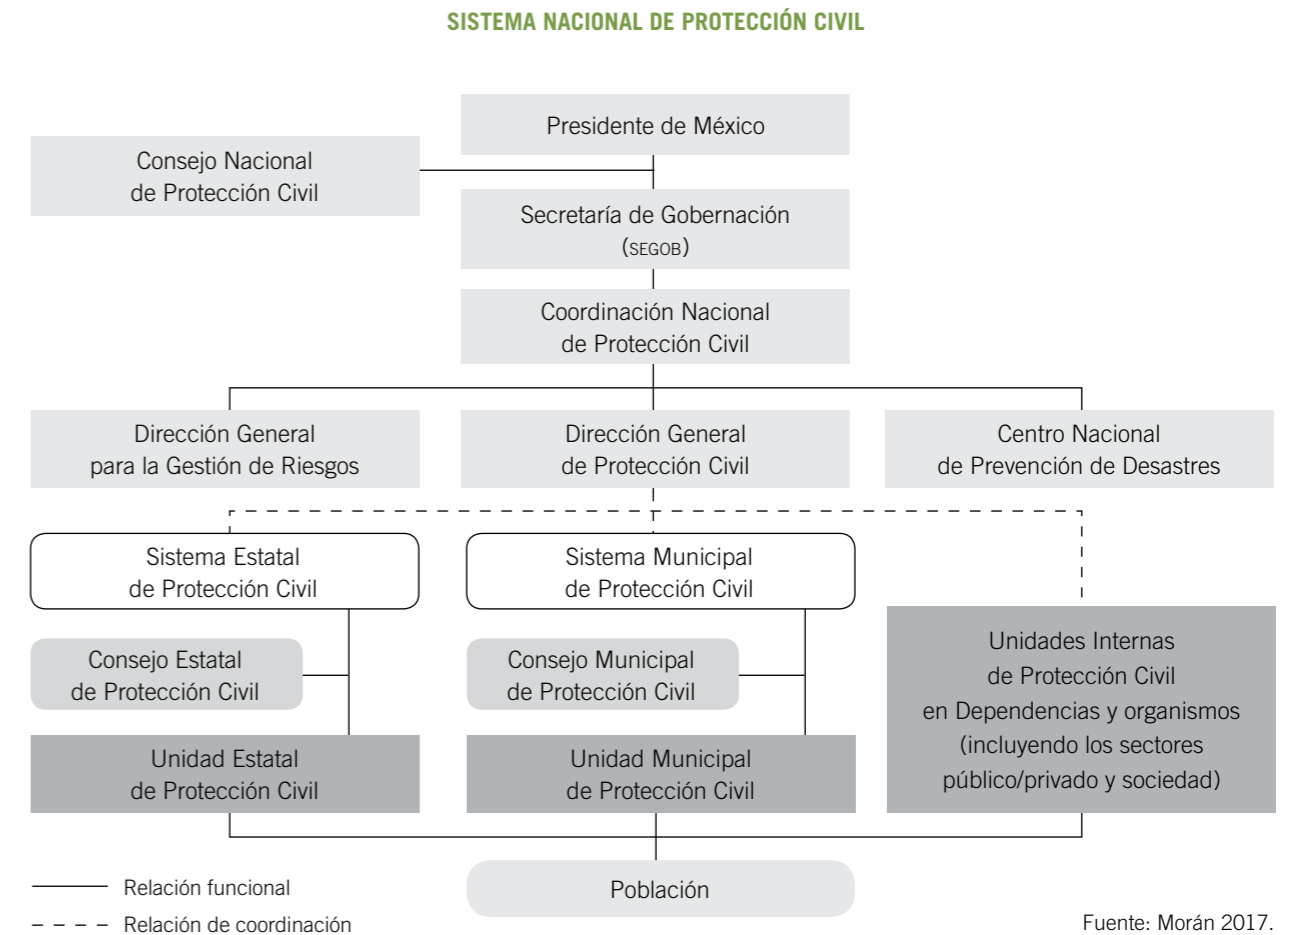 SISTEMA NACIONAL DE PROTECCIÓN CIVIL
Presidente de México
Consejo Nacional
de Protección Civil
Secretaría de Gobernación
(SEGOB)
Coordinación Nacional
de Protección Civil
Dirección General
para la Gestión de Riesgos
Dirección General
de Protección Civil
Centro Nacional
de Prevención de Desastres
Sistema Estatal
de Protección Civil
Sistema Municipal
de Protección Civil
Consejo Estatal
de Protección Civil
Consejo Municipal
de Protección Civil
Unidades Internas
de Protección Civil
en Dependencias y organismos
(incluyendo los sectores
público/privado y sociedad)
Unidad Estatal
de Protección Civil
Unidad Municipal
de Protección Civil
Población
Relación funcional
Relación de coordinación
Fuente: Morán 2017.